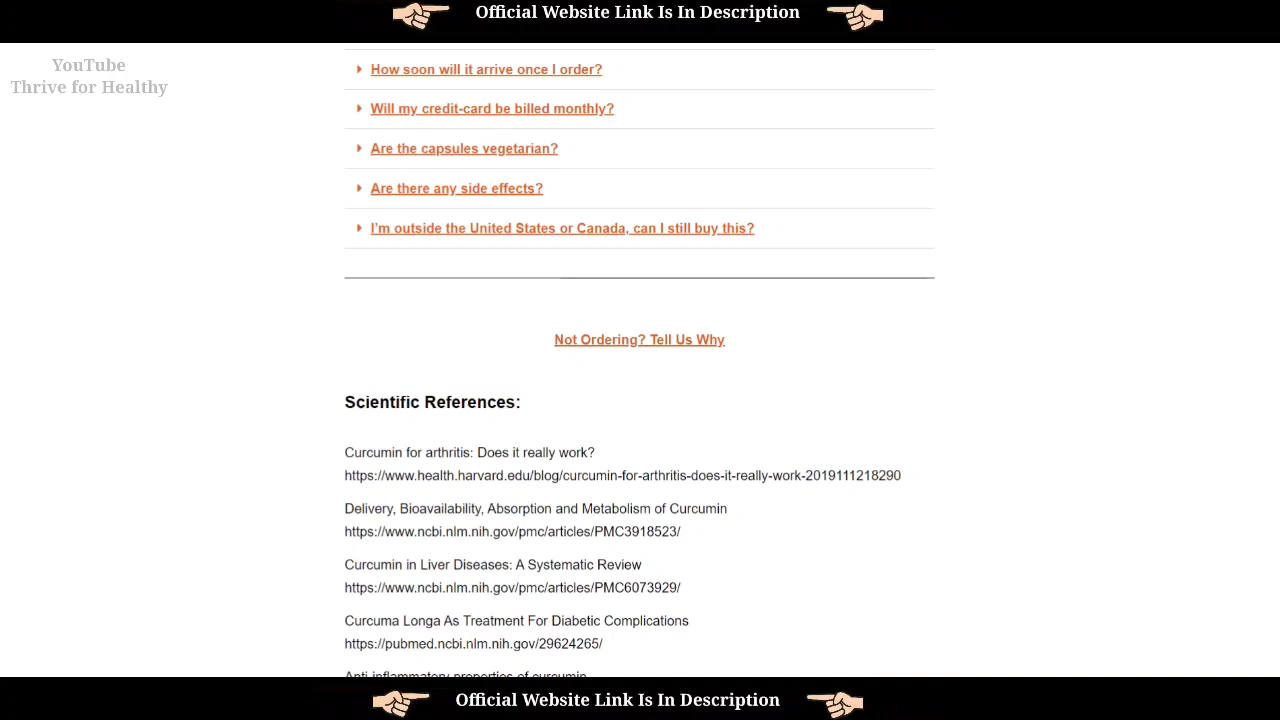 Official Website Link Is In Description
YouTube
Thrive for Healthy
How soon will it arrive once I order?
Will my credit-card be billed monthly?
Are the capsules vegetarian?
Are there any side effects?
I'm outside the United States or Canada, can I still buy this?
Not Ordering? Tell Us Why
Scientific References:
Curcumin for arthritis: Does it really work?
https://www.health.harvard.edu/blog/curcumin-for-arthritis-does-it-really-work-2019111218290
Delivery, Bioavailability, Absorption and Metabolism of Curcumin
https://www.ncbi.nlm.nih.gov/pmc/articles/PMC3918523/
Curcumin in Liver Diseases: A Systematic Review
https://www.ncbi.nlm.nih.gov/pmc/articles/PMC6073929/
Curcuma Longa As Treatment For Diabetic Complications
https://pubmed.ncbi.nlm.nih.gov/29624265/
Anti-inflammatory properties of curcumin
Official Website Link Is In Description